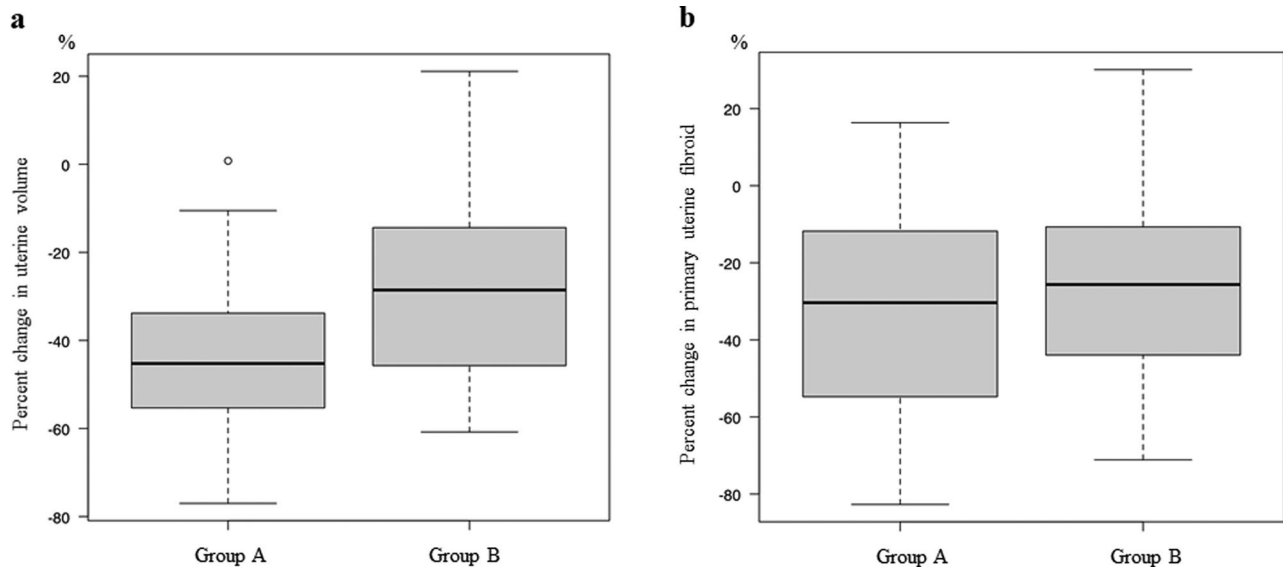 a
%
Percent change in uterine volume
20
0
-20
-40
-60
-80
Group A
Group B
b
%
Percent change in primary uterine fibroid
20
0
-20
-40
-60
-80
Group A
Group B